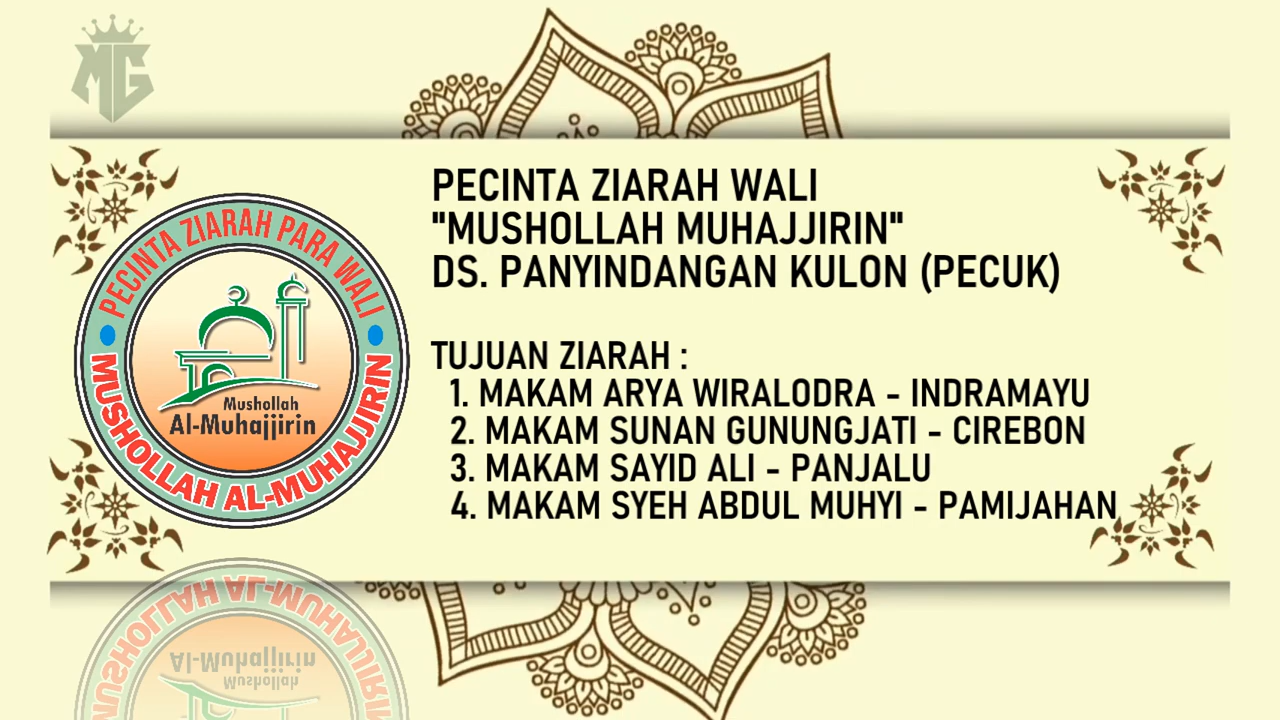 MG
PECINTA ZIARAH WALI
"MUSHOLLAH MUHAJJIRIN"
DS. PANYINDANGAN KULON (PECUK)
TUJUAN ZIARAH :
1. MAKAM ARYA WIRALODRA - INDRAMAYU
2. MAKAM SUNAN GUNUNGJATI - CIREBON
3. MAKAM SAYID ALI - PANJALU
4. MAKAM SYEH ABDUL MUHYI - PAMIJAHAN
PECINTA ZIARAH PARA WALI
Mushollah
Al-Muhajjirin
MUSHOLLAH AL-MUHAJJIRIN